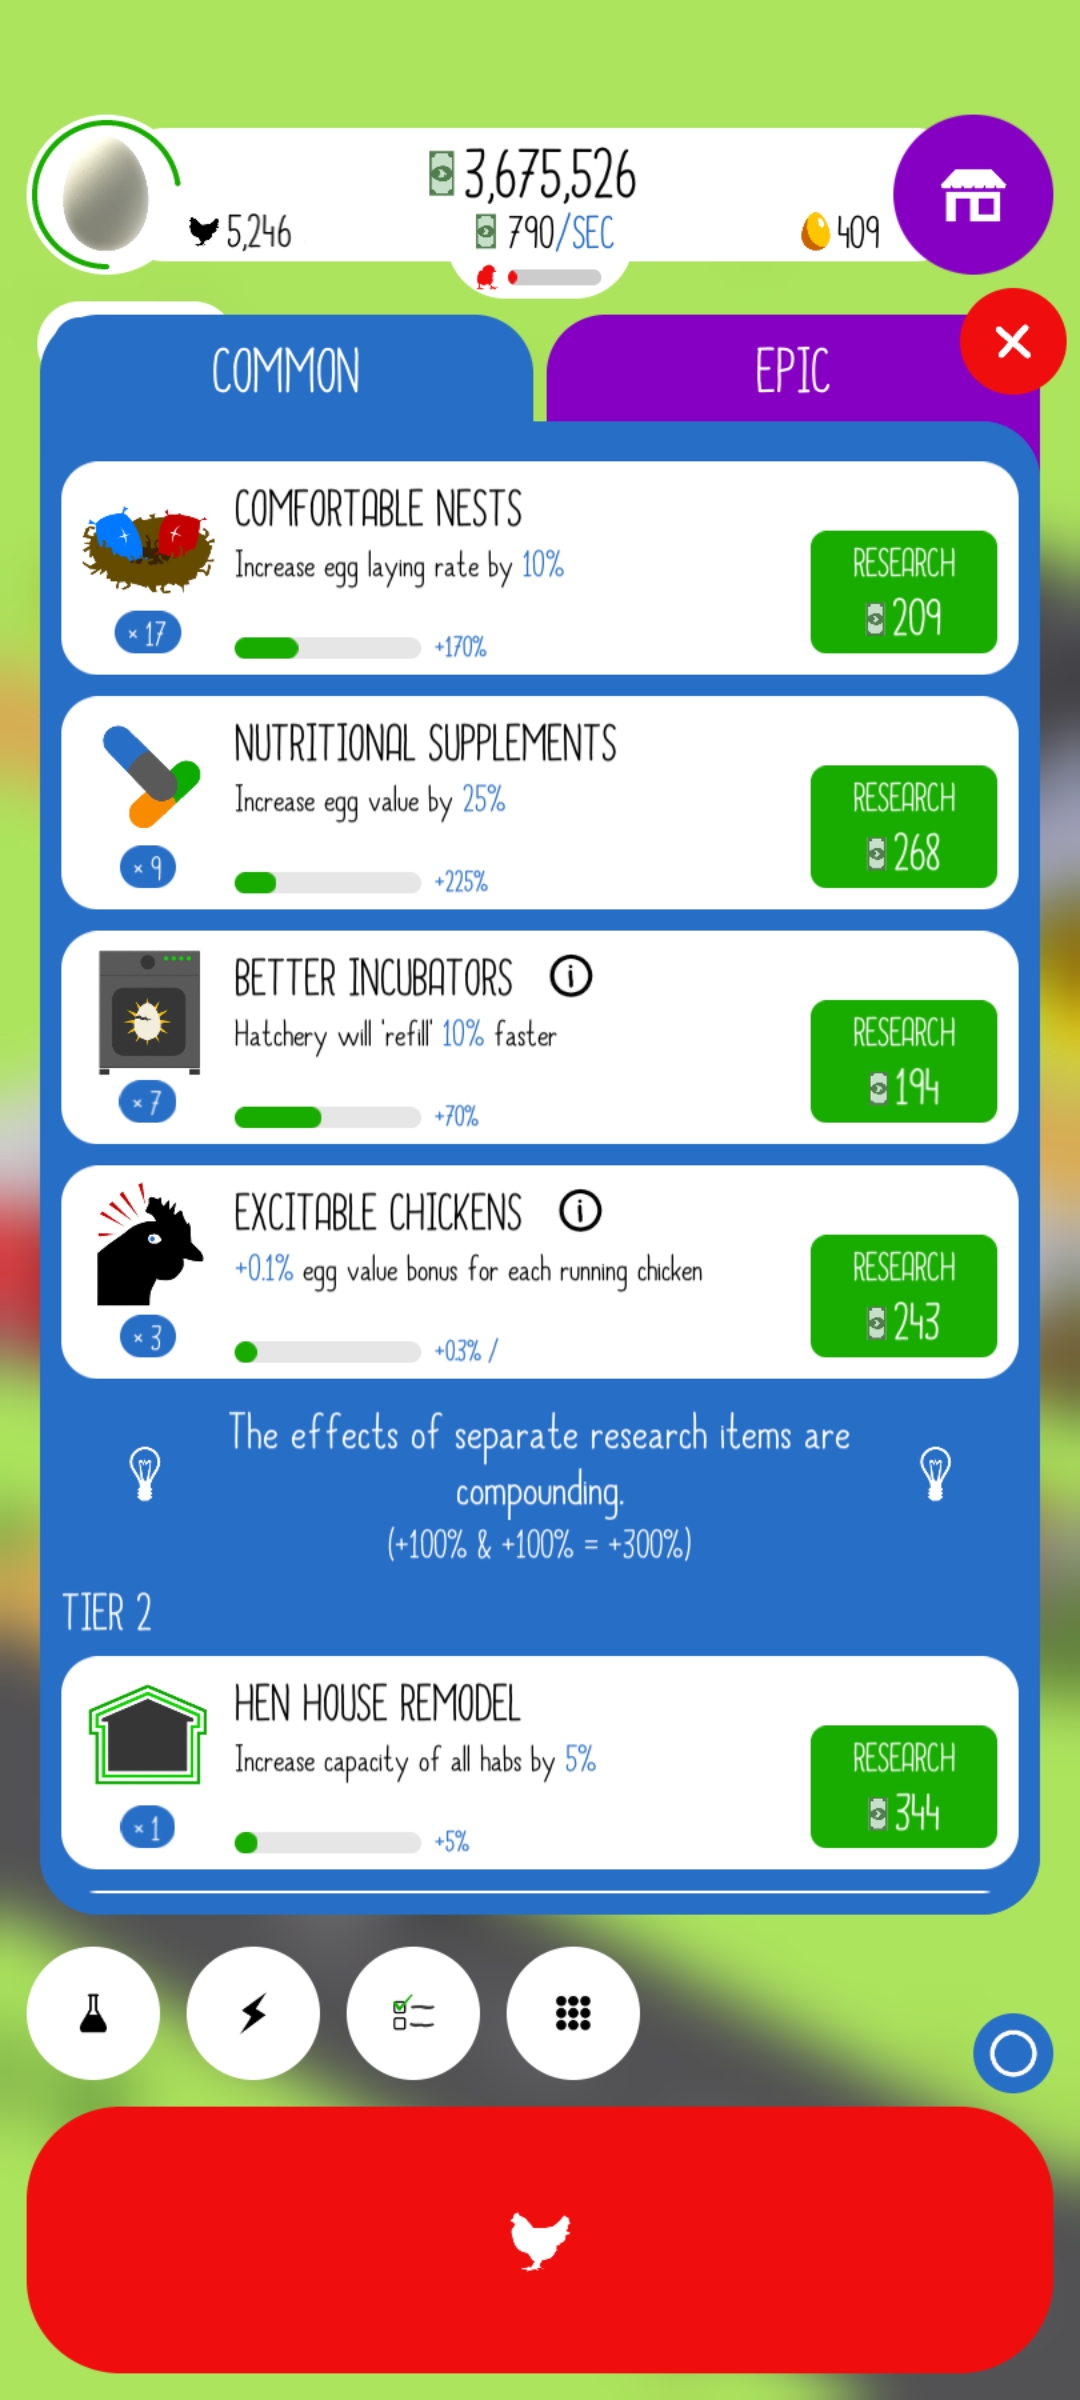 3,675,526
5,246
790/SEC
409
COMMON
EPIC
COMFORTABLE NESTS
Increase egg laying rate by 10%
RESEARCH
209
× 17
+170%
NUTRITIONAL SUPPLEMENTS
Increase egg value by 25%
RESEARCH
268
× 9
+225%
BETTER INCUBATORS
Hatchery will 'refill' 10% faster
RESEARCH
194
× 7
+70%
EXCITABLE CHICKENS
+0.1% egg value bonus for each running chicken
RESEARCH
243
× 3
+0.3% /
The effects of separate research items are
compounding.
(+100% & +100% = +300%)
TIER 2
HEN HOUSE REMODEL
Increase capacity of all habs by 5%
RESEARCH
344
× 1
+5%